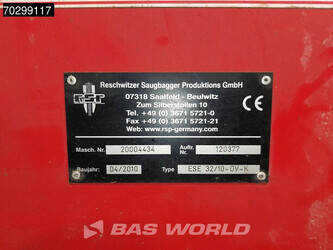 70299117
Reschwitzer Saugbagger Produktions GmbH
07318 Saalfeld - Beulwitz
Zum Silberstollen 10
Tel. +49 (0) 3671 5721-0
Fax +49 (0) 3671 5721-21
Web: www.rsp-germany.com
RSP
CE
Masch. Nr. 20004434 Auftr. Nr. 120377
Baujahr: 04/2010 Type ESE 32/10-DV-K
BAS WORLD